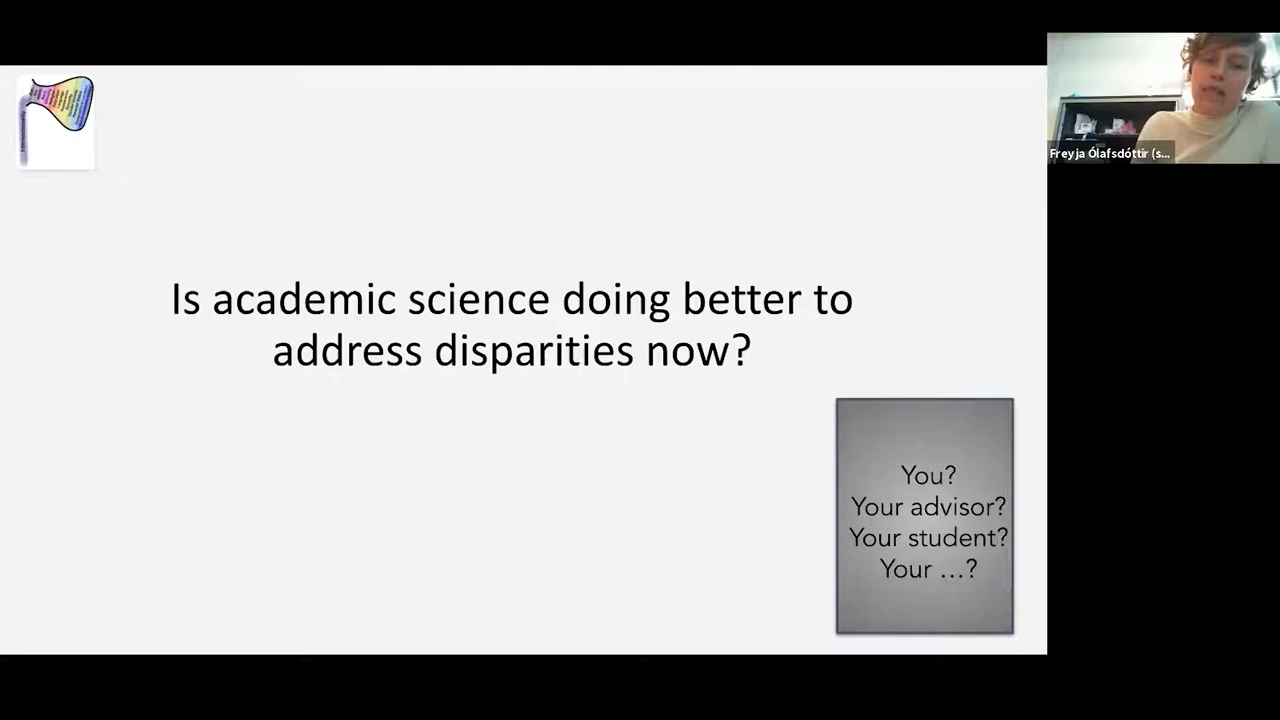 Is academic science doing better to
address disparities now?
You?
Your advisor?
Your student?
Your ...?
Freyja Ólafsdóttir (s...